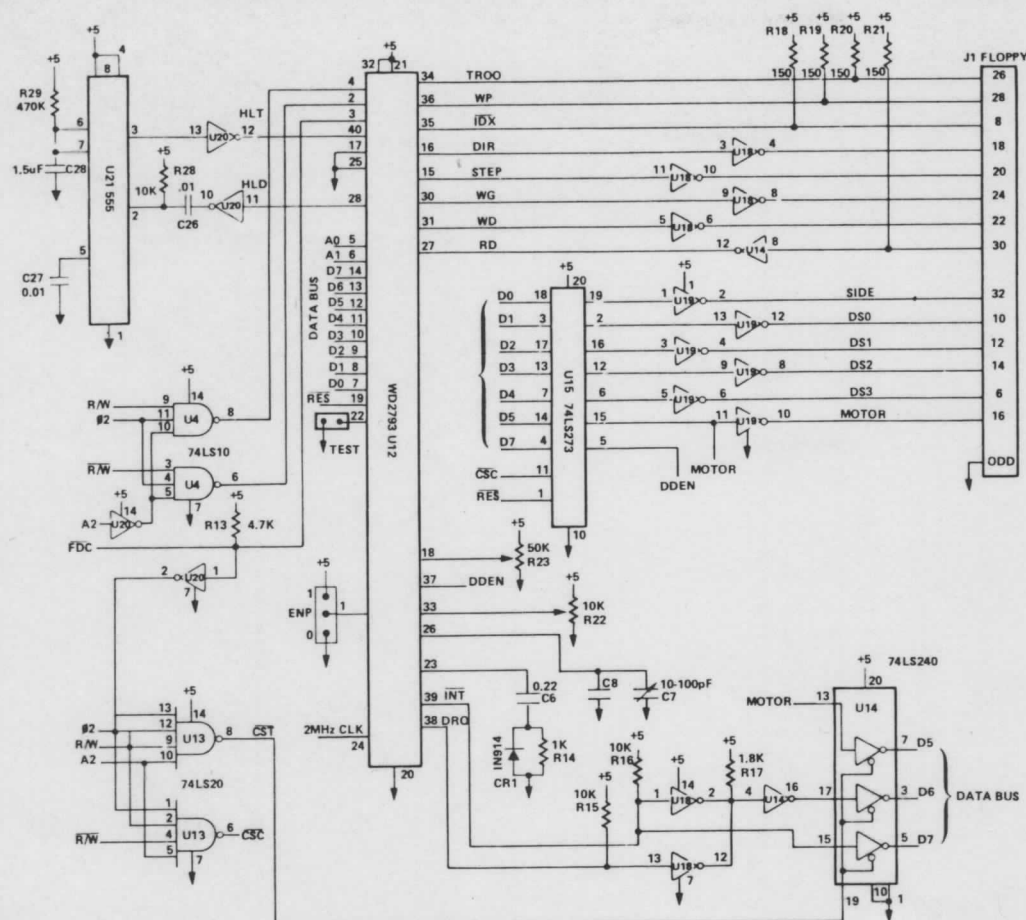 +5
R29
470K
6
7
1.5uF
C28
5
C27
0.01
+5
8
4
U21 555
3
2
1
13
U20
12
HLT
R28
10K
.01
C26
10
U20
11
HLD
R/W
ø2
9
11
10
+5
14
U4
8
74LS10
R/W
3
4
5
U4
6
7
+5
14
A2
U20
R13
4.7K
FDC
2
U20
1
7
ø2
R/W
A2
13
12
9
10
+5
14
U13
8
CST
74LS20
R/W
1
2
4
5
U13
6
CSC
7
+5
32
21
4
2
3
40
17
25
28
A0 5
A1 6
D7 14
D6 13
D5 12
D4 11
D3 10
D2 9
D1 8
D0 7
DATA BUS
RES 19
22
TEST
WD2793 U12
+5
1
ENP
0
1
2MHz CLK
24
20
34
TROO
36
WP
35
IDX
16
DIR
15
STEP
30
WG
31
WD
27
RD
3
U18
4
11
U18
10
9
U18
8
5
U18
6
12
U14
8
+5
R18
150
+5
R19
150
+5
R20
150
+5
R21
150
J1 FLOPPY
26
28
8
18
20
24
22
30
32
10
12
14
6
16
ODD
+5
20
D0 18
D1 3
D2 17
D3 13
D4 7
D5 14
D7 4
CSC 11
RES 1
U15 74LS273
19
2
16
12
6
15
5
10
+5
1
1
U19
2
SIDE
13
U19
12
DS0
3
U19
4
DS1
9
U19
8
DS2
5
U19
6
DS3
11
U19
10
MOTOR
MOTOR
DDEN
18
+5
50K
R23
37
DDEN
33
+5
10K
R22
26
C8
10-100pF
C7
23
0.22
C6
IN914
CR1
1K
R14
39 INT
38 DRQ
+5
10K
R15
+5
10K
R16
+5
14
1
U18
2
+5
1.8K
R17
4
U14
16
13
U18
12
7
74LS240
+5
20
U14
MOTOR
13
17
15
7
D5
3
D6
5
D7
DATA BUS
19
10
1